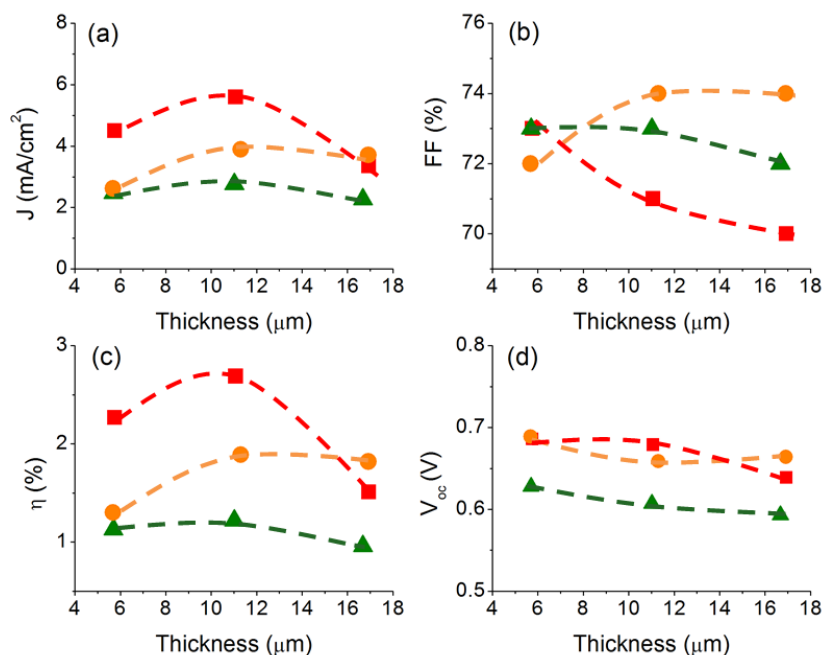 (a)
8
6
4
2
0
J (mA/cm²)
4 6 8 10 12 14 16 18
Thickness (μm)
(b)
76
74
72
70
FF (%)
4 6 8 10 12 14 16 18
Thickness (μm)
(c)
3
2
1
η (%)
4 6 8 10 12 14 16 18
Thickness (μm)
(d)
0.8
0.7
0.6
0.5
V_oc (V)
4 6 8 10 12 14 16 18
Thickness (μm)